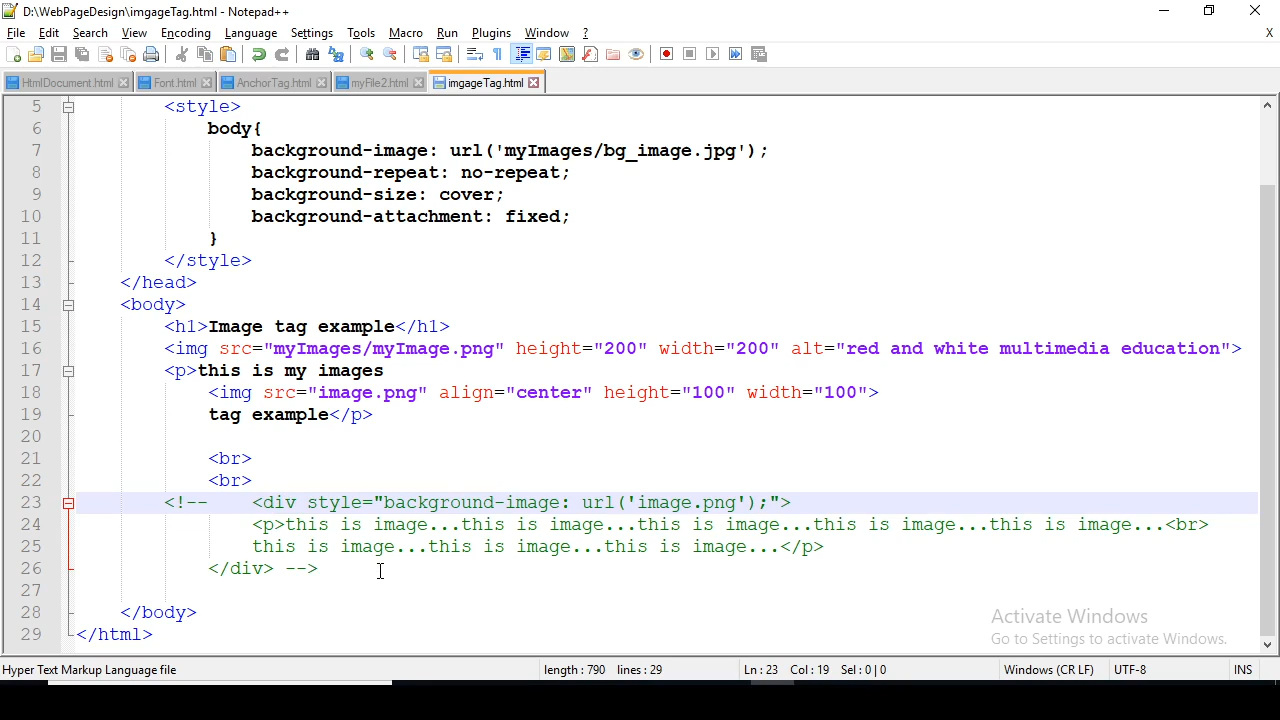 D:\WebPageDesign\imgageTag.html - Notepad++
File Edit Search View Encoding Language Settings Tools Macro Run Plugins Window ? X
HtmlDocument.html Font.html AnchorTag.html myFile2.html imgageTag.html
5 <style>
6 body{
7 background-image: url('myImages/bg_image.jpg');
8 background-repeat: no-repeat;
9 background-size: cover;
10 background-attachment: fixed;
11 }
12 </style>
13 </head>
14 <body>
15 <h1>Image tag example</h1>
16 <img src="myImages/myImage.png" height="200" width="200" alt="red and white multimedia education">
17 <p>this is my images
18 <img src="image.png" align="center" height="100" width="100">
19 tag example</p>
20
21 <br>
22 <br>
23 <!-- <div style="background-image: url('image.png');">
24 <p>this is image...this is image...this is image...this is image...this is image...<br>
25 this is image...this is image...this is image...</p>
26 </div> -->
27
28 </body>
29 </html>
Activate Windows
Go to Settings to activate Windows.
Hyper Text Markup Language file length : 790 lines : 29 Ln : 23 Col : 19 Sel : 0 | 0 Windows (CR LF) UTF-8 INS